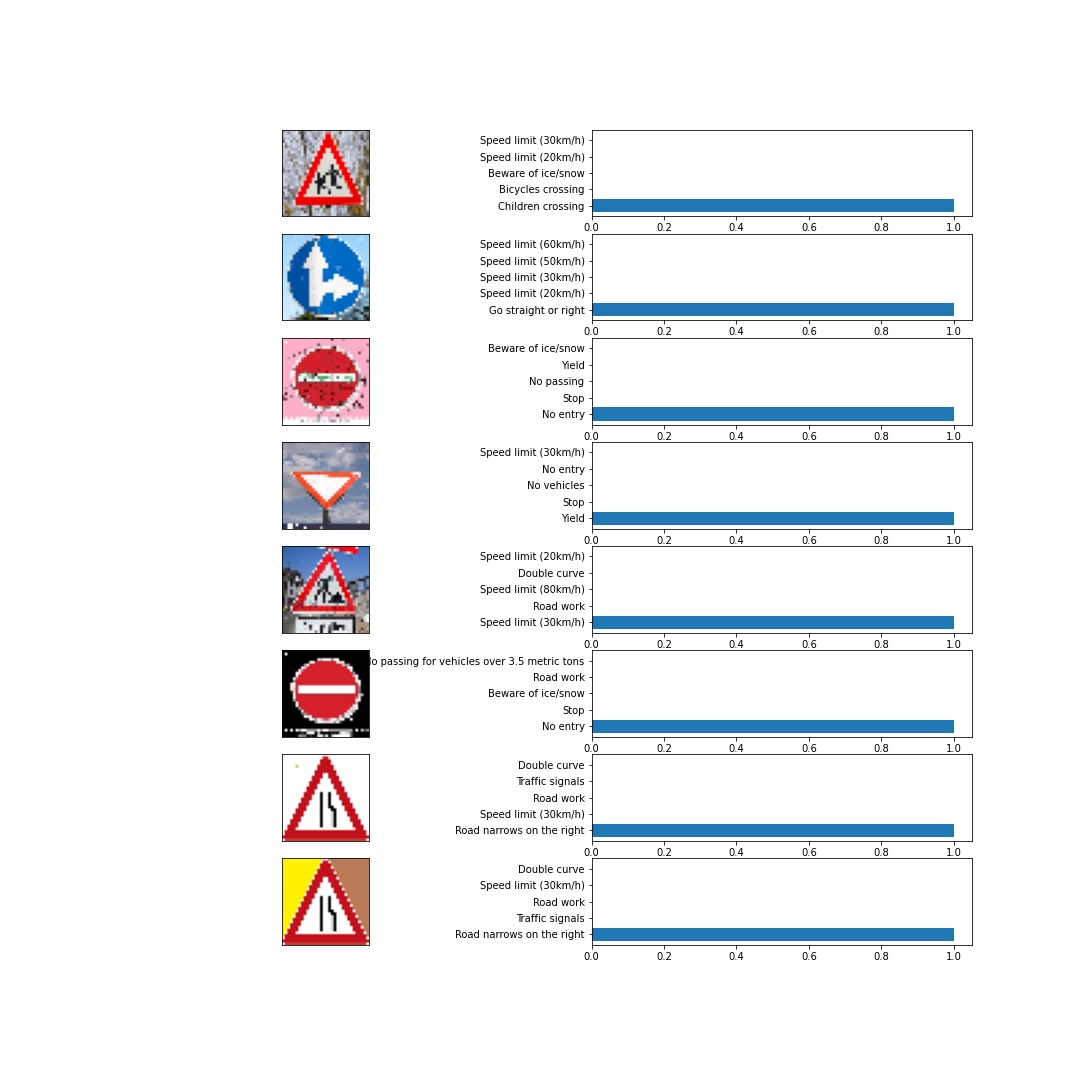 Speed limit (30km/h)
Speed limit (20km/h)
Beware of ice/snow
Bicycles crossing
Children crossing
0.0 0.2 0.4 0.6 0.8 1.0
Speed limit (60km/h)
Speed limit (50km/h)
Speed limit (30km/h)
Speed limit (20km/h)
Go straight or right
0.0 0.2 0.4 0.6 0.8 1.0
Beware of ice/snow
Yield
No passing
Stop
No entry
0.0 0.2 0.4 0.6 0.8 1.0
Speed limit (30km/h)
No entry
No vehicles
Stop
Yield
0.0 0.2 0.4 0.6 0.8 1.0
Speed limit (20km/h)
Double curve
Speed limit (80km/h)
Road work
Speed limit (30km/h)
0.0 0.2 0.4 0.6 0.8 1.0
o passing for vehicles over 3.5 metric tons
Road work
Beware of ice/snow
Stop
No entry
0.0 0.2 0.4 0.6 0.8 1.0
Double curve
Traffic signals
Road work
Speed limit (30km/h)
Road narrows on the right
0.0 0.2 0.4 0.6 0.8 1.0
Double curve
Speed limit (30km/h)
Road work
Traffic signals
Road narrows on the right
0.0 0.2 0.4 0.6 0.8 1.0